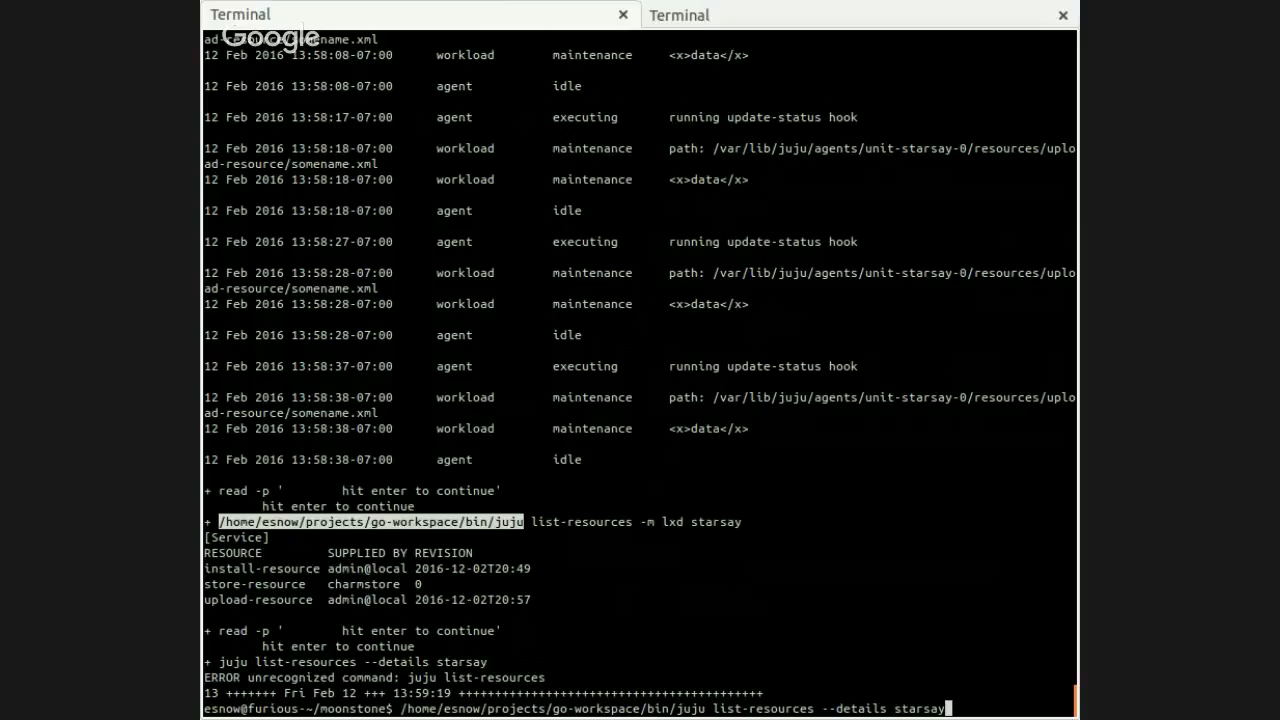 Terminal × Terminal ×
Google
ad-resource/somename.xml
12 Feb 2016 13:58:08-07:00 workload maintenance <x>data</x>
12 Feb 2016 13:58:08-07:00 agent idle
12 Feb 2016 13:58:17-07:00 agent executing running update-status hook
12 Feb 2016 13:58:18-07:00 workload maintenance path: /var/lib/juju/agents/unit-starsay-0/resources/uplo
ad-resource/somename.xml
12 Feb 2016 13:58:18-07:00 workload maintenance <x>data</x>
12 Feb 2016 13:58:18-07:00 agent idle
12 Feb 2016 13:58:27-07:00 agent executing running update-status hook
12 Feb 2016 13:58:28-07:00 workload maintenance path: /var/lib/juju/agents/unit-starsay-0/resources/uplo
ad-resource/somename.xml
12 Feb 2016 13:58:28-07:00 workload maintenance <x>data</x>
12 Feb 2016 13:58:28-07:00 agent idle
12 Feb 2016 13:58:37-07:00 agent executing running update-status hook
12 Feb 2016 13:58:38-07:00 workload maintenance path: /var/lib/juju/agents/unit-starsay-0/resources/uplo
ad-resource/somename.xml
12 Feb 2016 13:58:38-07:00 workload maintenance <x>data</x>
12 Feb 2016 13:58:38-07:00 agent idle
+ read -p ' hit enter to continue'
hit enter to continue
+ /home/esnow/projects/go-workspace/bin/juju list-resources -m lxd starsay
[Service]
RESOURCE SUPPLIED BY REVISION
install-resource admin@local 2016-12-02T20:49
store-resource charmstore 0
upload-resource admin@local 2016-12-02T20:57
+ read -p ' hit enter to continue'
hit enter to continue
+ juju list-resources --details starsay
ERROR unrecognized command: juju list-resources
13 +++++++ Fri Feb 12 +++ 13:59:19 ++++++++++++++++++++++++++++++++++++++++++
esnow@furious-~/moonstone$ /home/esnow/projects/go-workspace/bin/juju list-resources --details starsay